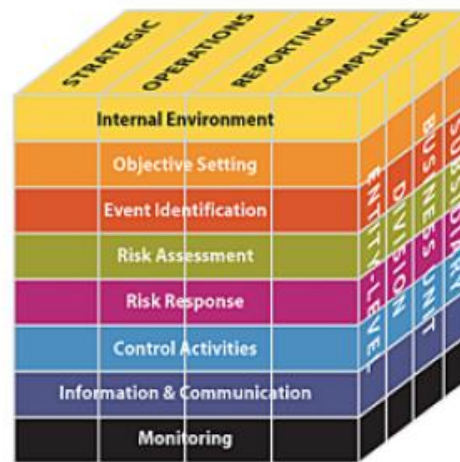 STRATEGIC
OPERATIONS
REPORTING
COMPLIANCE
Internal Environment
Objective Setting
Event Identification
Risk Assessment
Risk Response
Control Activities
Information & Communication
Monitoring
ENTITY-LEVEL
DIVISION
BUSINESS UNIT
SUBSIDIARY